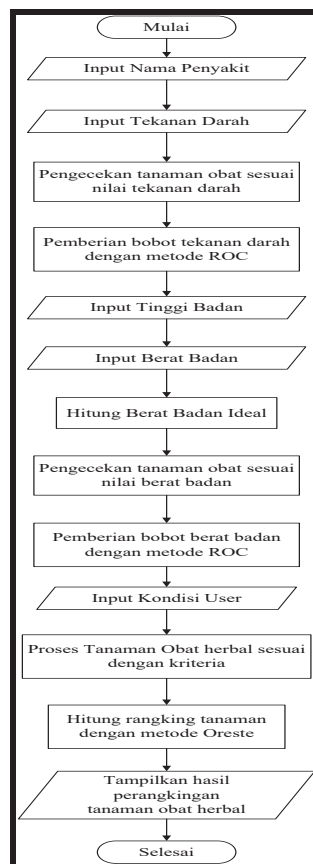 Mulai
Input Nama Penyakit
Input Tekanan Darah
Pengecekan tanaman obat sesuai
nilai tekanan darah
Pemberian bobot tekanan darah
dengan metode ROC
Input Tinggi Badan
Input Berat Badan
Hitung Berat Badan Ideal
Pengecekan tanaman obat sesuai
nilai berat badan
Pemberian bobot berat badan
dengan metode ROC
Input Kondisi User
Proses Tanaman Obat herbal sesuai
dengan kriteria
Hitung rangking tanaman
dengan metode Oreste
Tampilkan hasil
perangkingan
tanaman obat herbal
Selesai